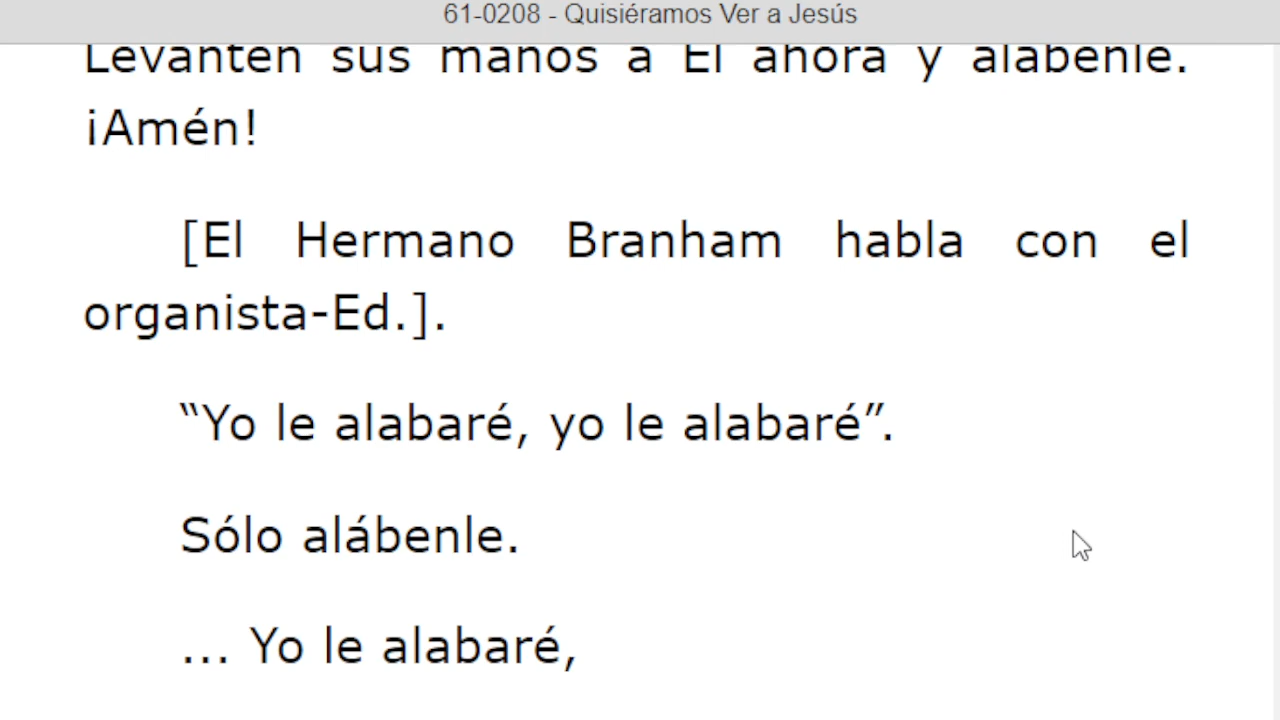 61-0208 - Quisiéramos Ver a Jesús
Levanten sus manos a Él ahora y alábenle.
¡Amén!
[El Hermano Branham habla con el
organista-Ed.].
“Yo le alabaré, yo le alabaré”.
Sólo alábenle.
... Yo le alabaré,